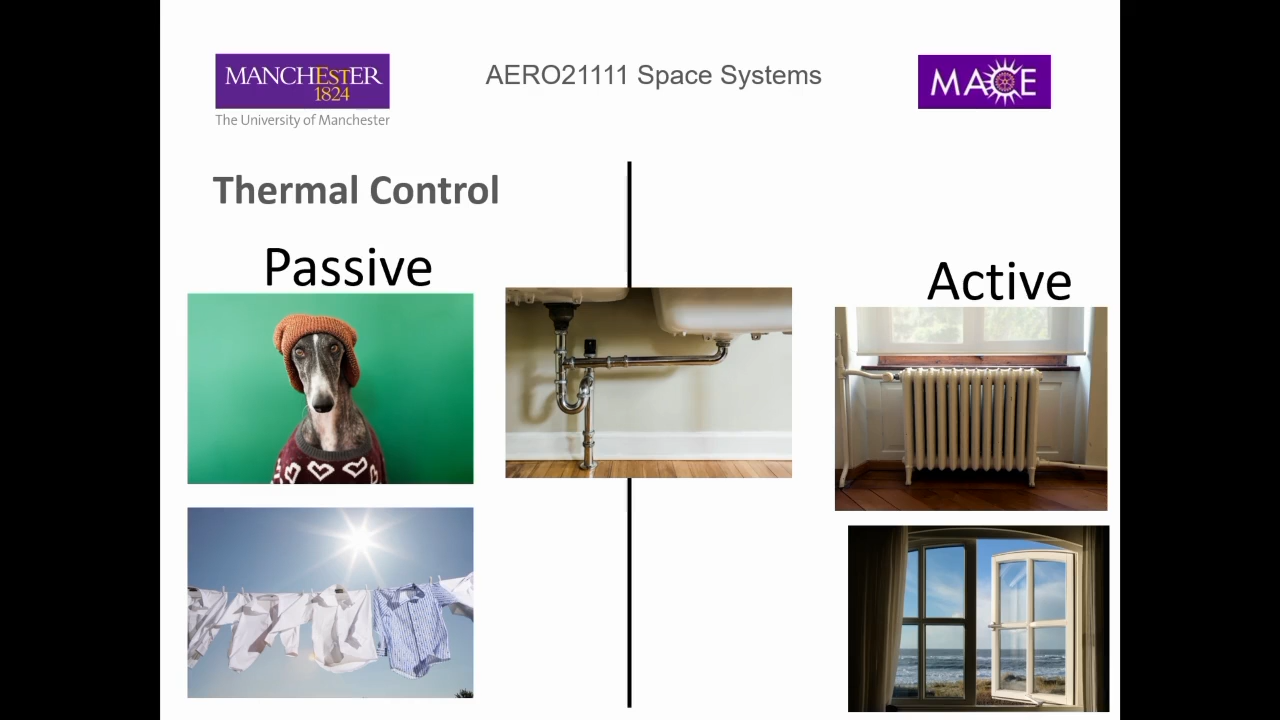 MANCHEsTER
1824
The University of Manchester
AERO21111 Space Systems
MACE
Thermal Control
Passive
Active